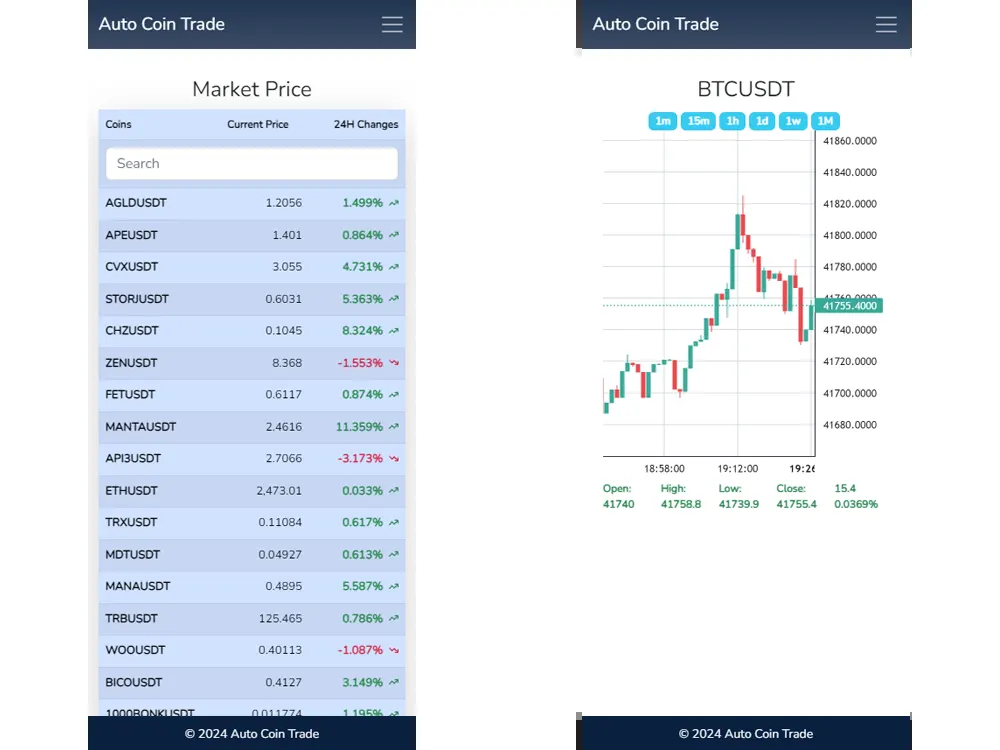 Auto Coin Trade
Market Price
Coins Current Price 24H Changes
Search
AGLDUSDT 1.2056 1.499%
APEUSDT 1.401 0.864%
CVXUSDT 3.055 4.731%
STORJUSDT 0.6031 5.363%
CHZUSDT 0.1045 8.324%
ZENUSDT 8.368 -1.553%
FETUSDT 0.6117 0.874%
MANTAUSDT 2.4616 11.359%
API3USDT 2.7066 -3.173%
ETHUSDT 2,473.01 0.033%
TRXUSDT 0.11084 0.617%
MDTUSDT 0.04927 0.613%
MANAUSDT 0.4895 5.587%
TRBUSDT 125.465 0.786%
WOOUSDT 0.40113 -1.087%
BICOUSDT 0.4127 3.149%
1000BONKUSDT 0.011774 1.195%
© 2024 Auto Coin Trade
Auto Coin Trade
BTCUSDT
1m 15m 1h 1d 1w 1M
41860.0000
41840.0000
41820.0000
41800.0000
41780.0000
41760.0000
41755.4000
41740.0000
41720.0000
41700.0000
41680.0000
18:58:00 19:12:00 19:26
Open: High: Low: Close: 15.4
41740 41758.8 41739.9 41755.4 0.0369%
© 2024 Auto Coin Trade